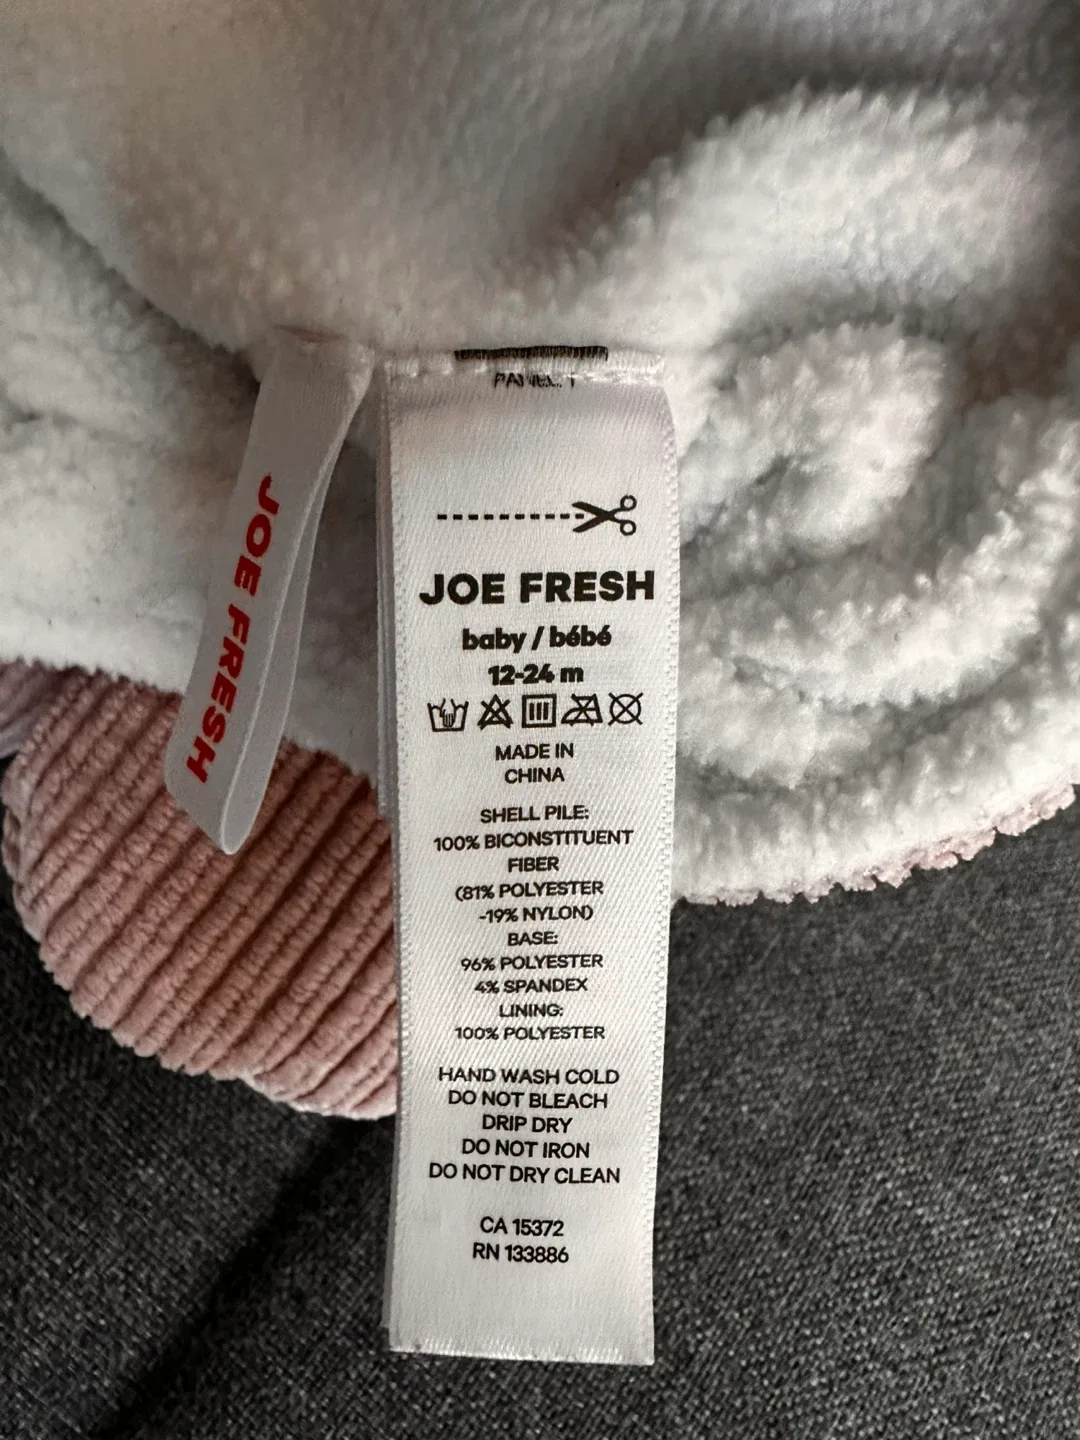 JOE FRESH
JOE FRESH
baby / bébé
12-24 m
MADE IN
CHINA
SHELL PILE:
100% BICONSTITUENT
FIBER
(81% POLYESTER
-19% NYLON)
BASE:
96% POLYESTER
4% SPANDEX
LINING:
100% POLYESTER
HAND WASH COLD
DO NOT BLEACH
DRIP DRY
DO NOT IRON
DO NOT DRY CLEAN
CA 15372
RN 133886